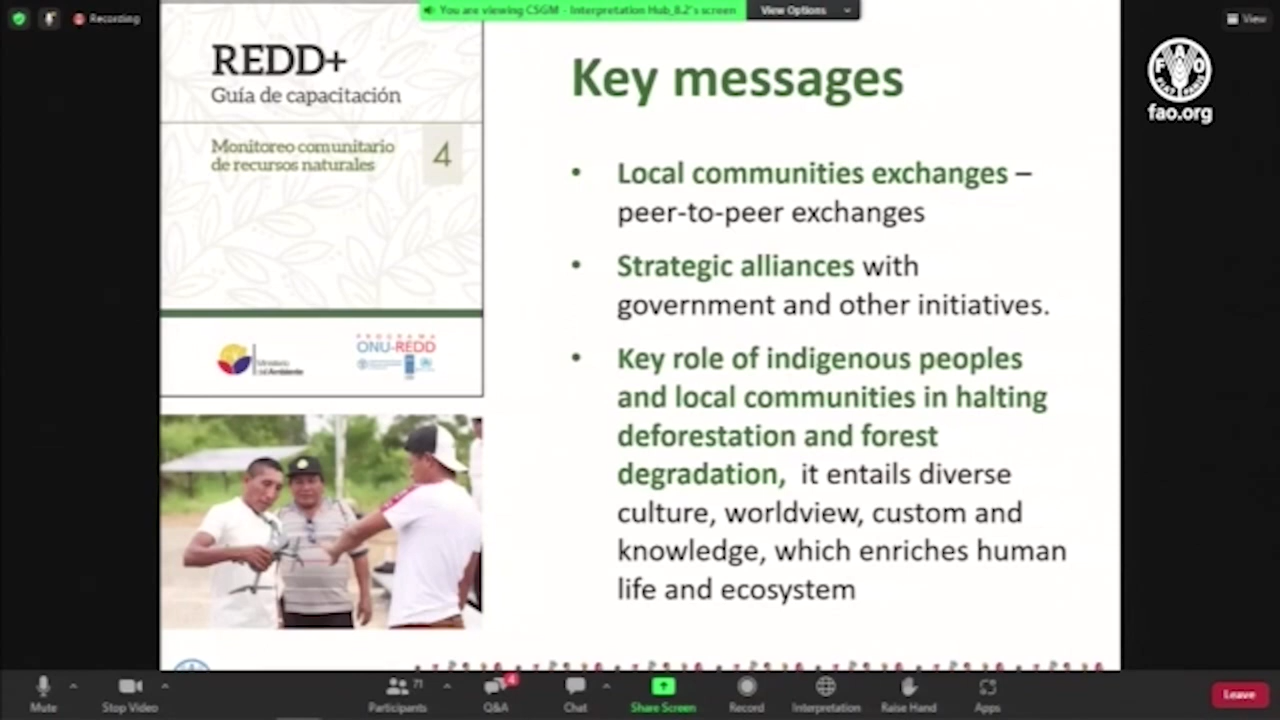 Recording
You are viewing CSGM - Interpretation Hub_8.2's screen
View Options
View
REDD+
Guía de capacitación
Monitoreo comunitario
de recursos naturales
4
Ministerio
del Ambiente
PROGRAMA
ONU-REDD
Key messages
• Local communities exchanges –
peer-to-peer exchanges
• Strategic alliances with
government and other initiatives.
• Key role of indigenous peoples
and local communities in halting
deforestation and forest
degradation, it entails diverse
culture, worldview, custom and
knowledge, which enriches human
life and ecosystem
FAO
FIAT PANIS
fao.org
Mute
Stop Video
71
Participants
4
Q&A
Chat
Share Screen
Record
Interpretation
Raise Hand
Apps
Leave